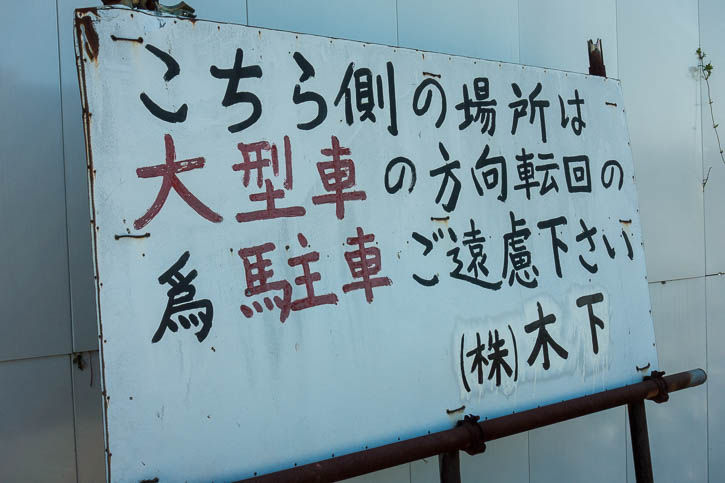 こちら側の場所は
大型車の方向転回の
為駐車ご遠慮下さい
(株)木下